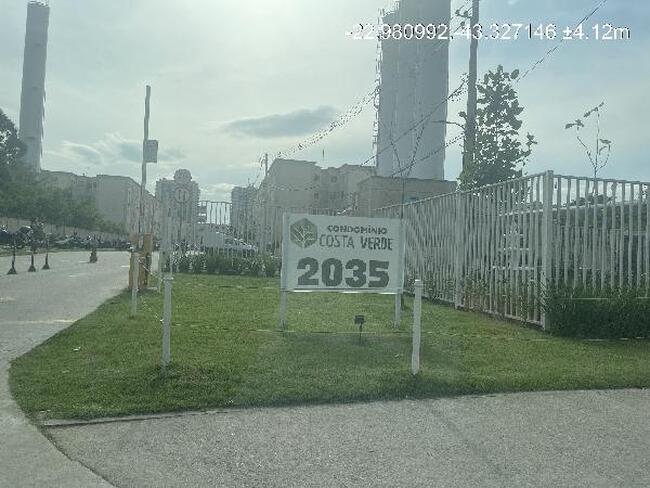 -22.980992,-43.327146 ±4.12m
CONDOMÍNIO
COSTA VERDE
2035